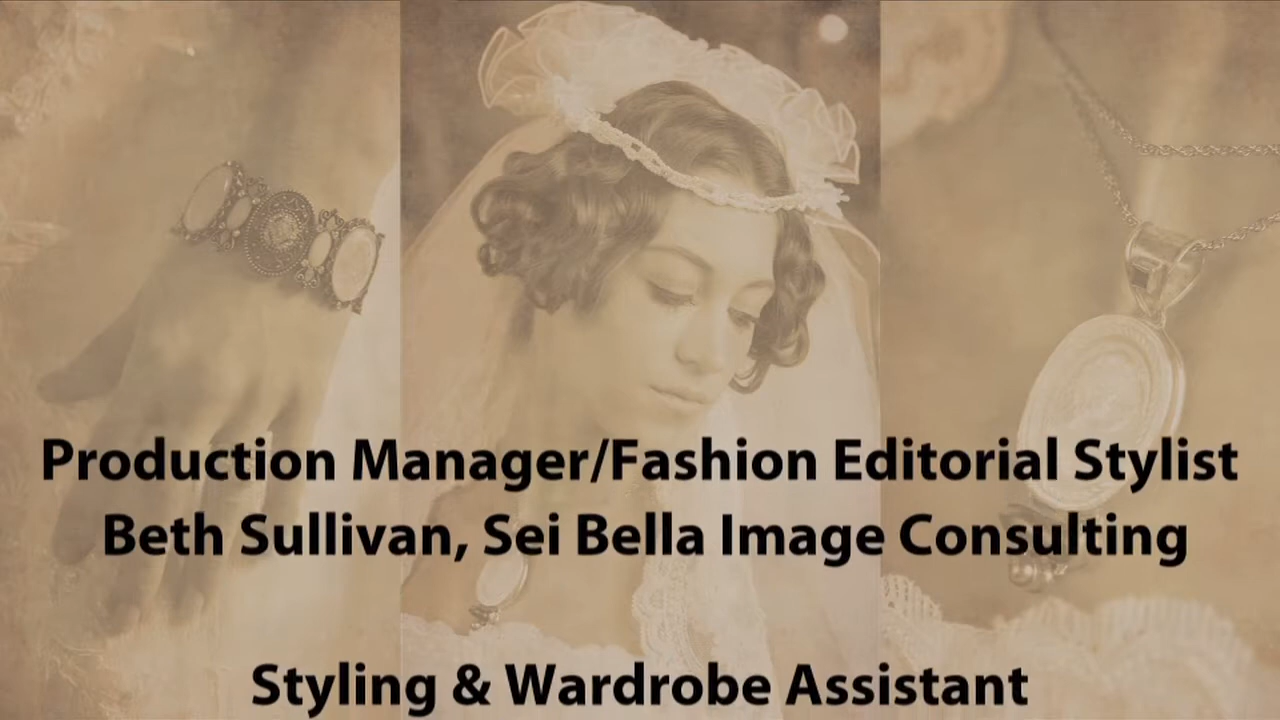 Production Manager/Fashion Editorial Stylist
Beth Sullivan, Sei Bella Image Consulting
Styling & Wardrobe Assistant